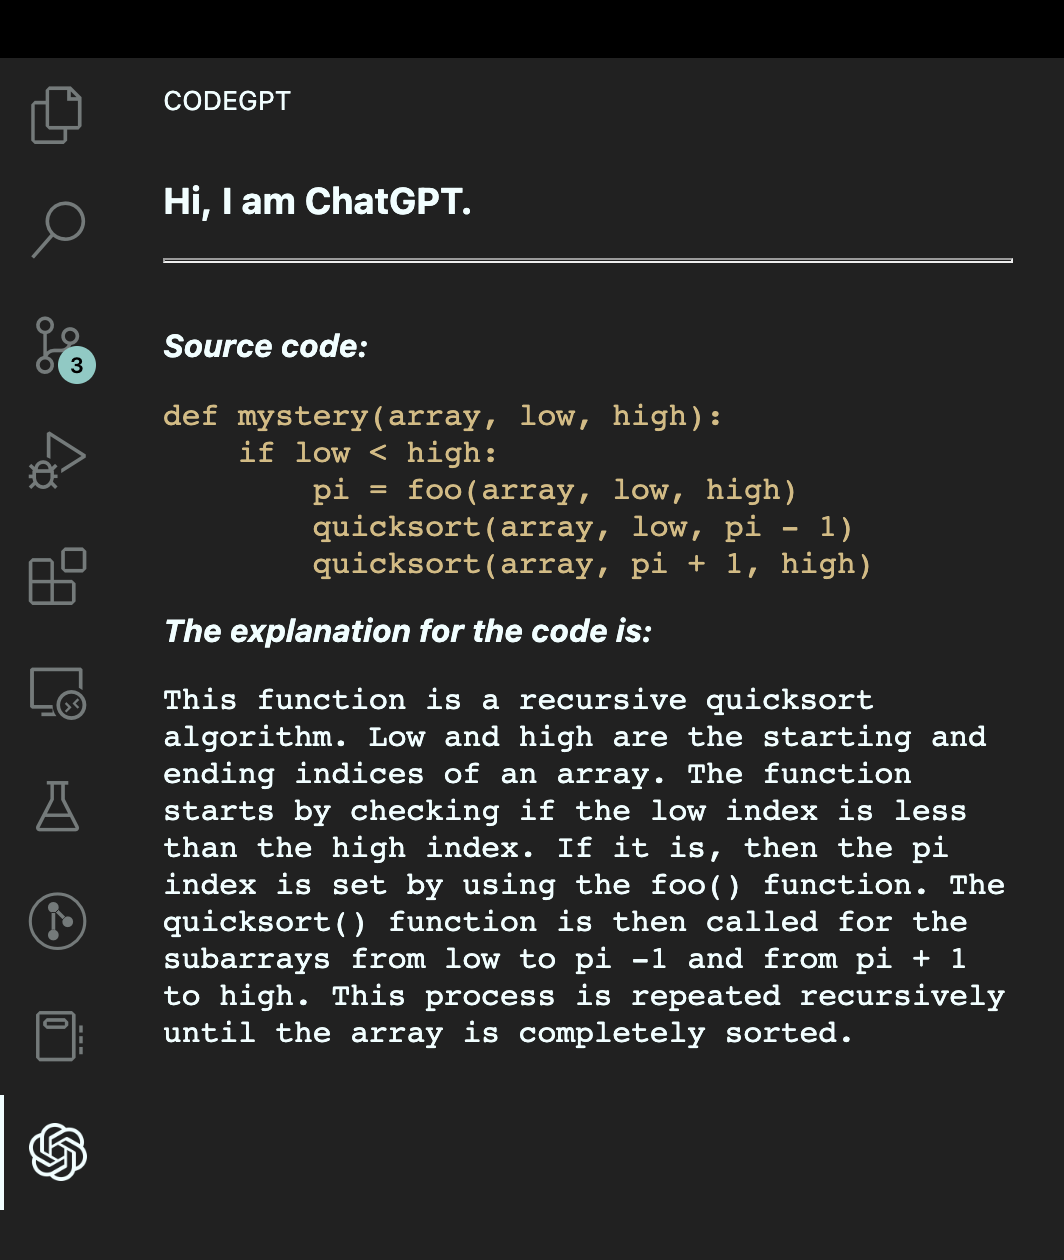 CODEGPT
Hi, I am ChatGPT.
Source code:
3
def mystery(array, low, high):
    if low < high:
        pi = foo(array, low, high)
        quicksort(array, low, pi - 1)
        quicksort(array, pi + 1, high)
The explanation for the code is:
This function is a recursive quicksort
algorithm. Low and high are the starting and
ending indices of an array. The function
starts by checking if the low index is less
than the high index. If it is, then the pi
index is set by using the foo() function. The
quicksort() function is then called for the
subarrays from low to pi -1 and from pi + 1
to high. This process is repeated recursively
until the array is completely sorted.